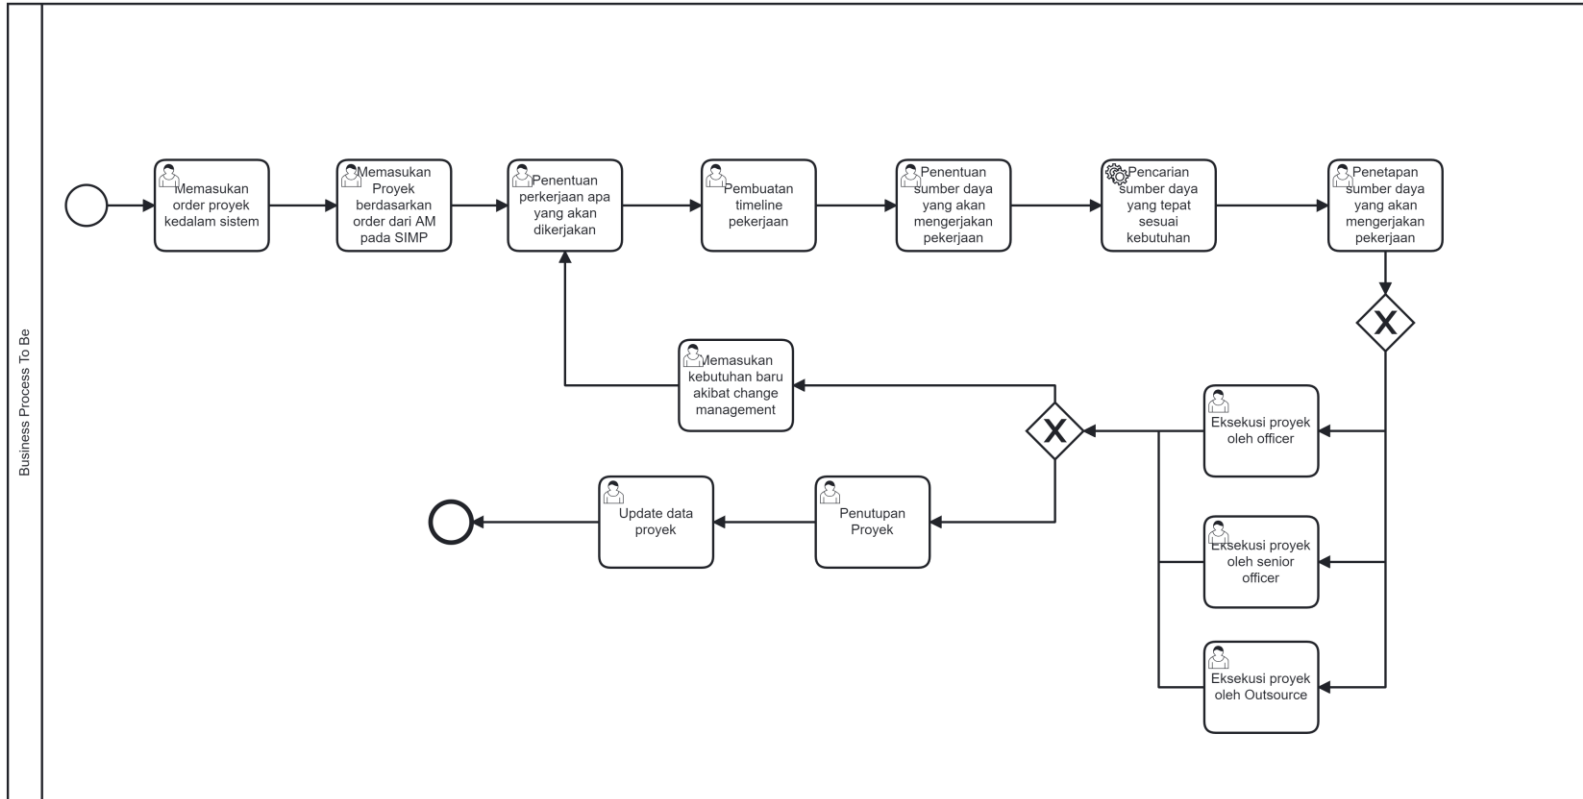 Business Process To Be
Memasukan
order proyek
kedalam sistem
Memasukan
Proyek
berdasarkan
order dari AM
pada SIMP
Penentuan
perkerjaan apa
yang akan
dikerjakan
Pembuatan
timeline
pekerjaan
Penentuan
sumber daya
yang akan
mengerjakan
pekerjaan
Pencarian
sumber daya
yang tepat
sesuai
kebutuhan
Penetapan
sumber daya
yang akan
mengerjakan
pekerjaan
X
Memasukan
kebutuhan baru
akibat change
management
X
Eksekusi proyek
oleh officer
Update data
proyek
Penutupan
Proyek
Eksekusi proyek
oleh senior
officer
Eksekusi proyek
oleh Outsource